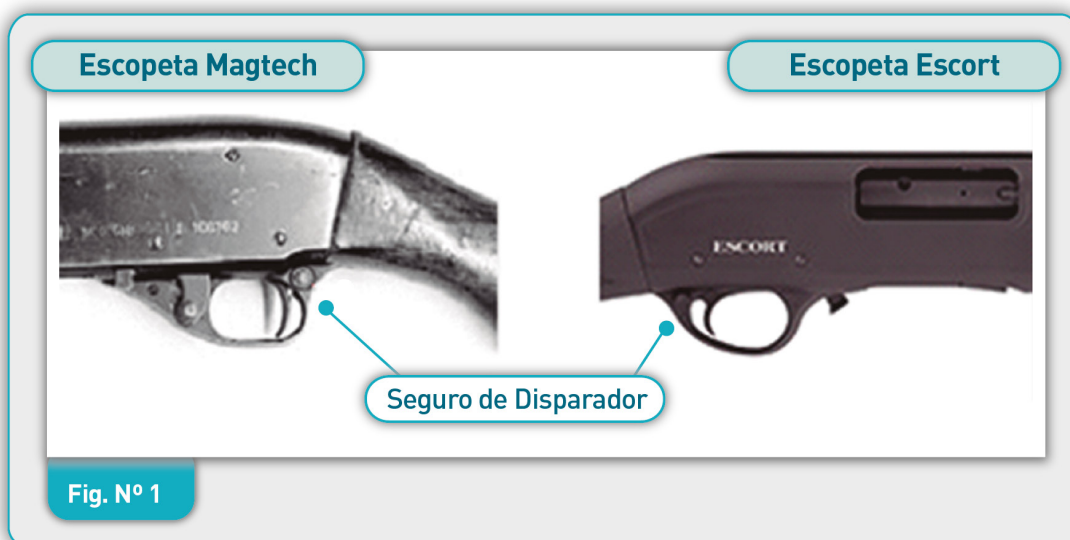 Escopeta Magtech
Escopeta Escort
ESCORT
Seguro de Disparador
Fig. Nº 1